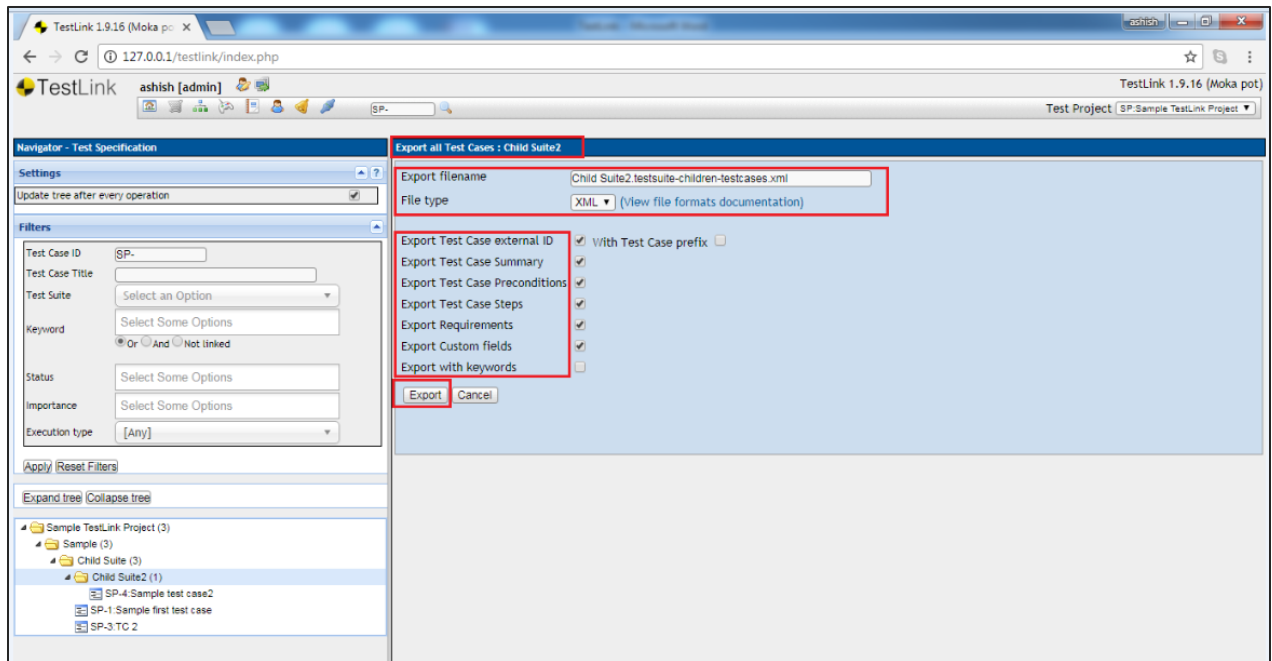 TestLink 1.9.16 (Moka po
ashish
127.0.0.1/testlink/index.php
TestLink ashish [admin]
TestLink 1.9.16 (Moka pot)
SP-
Test Project SP:Sample TestLink Project
Navigator - Test Specification
Settings
Update tree after every operation
Filters
Test Case ID SP-
Test Case Title
Test Suite Select an Option
Keyword Select Some Options
Or And Not linked
Status Select Some Options
Importance Select Some Options
Execution type [Any]
Apply Reset Filters
Expand tree Collapse tree
Sample TestLink Project (3)
Sample (3)
Child Suite (3)
Child Suite2 (1)
SP-4:Sample test case2
SP-1:Sample first test case
SP-3:TC 2
Export all Test Cases : Child Suite2
Export filename Child Suite2.testsuite-children-testcases.xml
File type XML (View file formats documentation)
Export Test Case external ID With Test Case prefix
Export Test Case Summary
Export Test Case Preconditions
Export Test Case Steps
Export Requirements
Export Custom fields
Export with keywords
Export Cancel